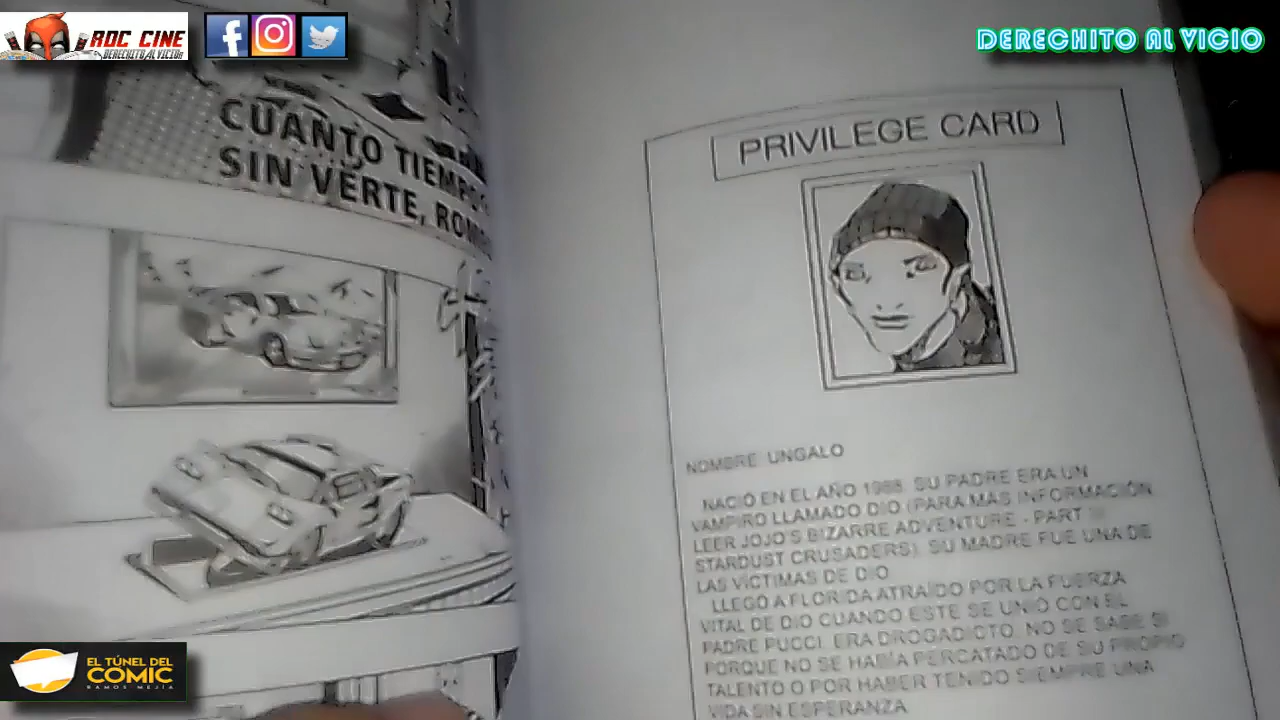 ROC CINE
DERECHITO AL VICIO
DERECHITO AL VICIO
CUANTO TIEMPO
SIN VERTE,
PRIVILEGE CARD
NOMBRE: UNGALO
NACIÓ EN EL AÑO 1988. SU PADRE ERA UN
VAMPIRO LLAMADO DIO (PARA MÁS INFORMACIÓN
LEER JOJO'S BIZARRE ADVENTURE - PART
STARDUST CRUSADERS). SU MADRE FUE UNA DE
LAS VÍCTIMAS DE DIO.
LLEGÓ A FLORIDA ATRAÍDO POR LA FUERZA
VITAL DE DIO CUANDO ESTE SE UNIÓ CON EL
PADRE PUCCI. ERA DROGADICTO. NO SE SABE SI
PORQUE NO SE HABÍA PERCATADO DE SU PROPIO
TALENTO O POR HABER TENIDO SIEMPRE UNA
VIDA SIN ESPERANZA.
EL TÚNEL DEL
COMIC
RAMOS MEJÍA